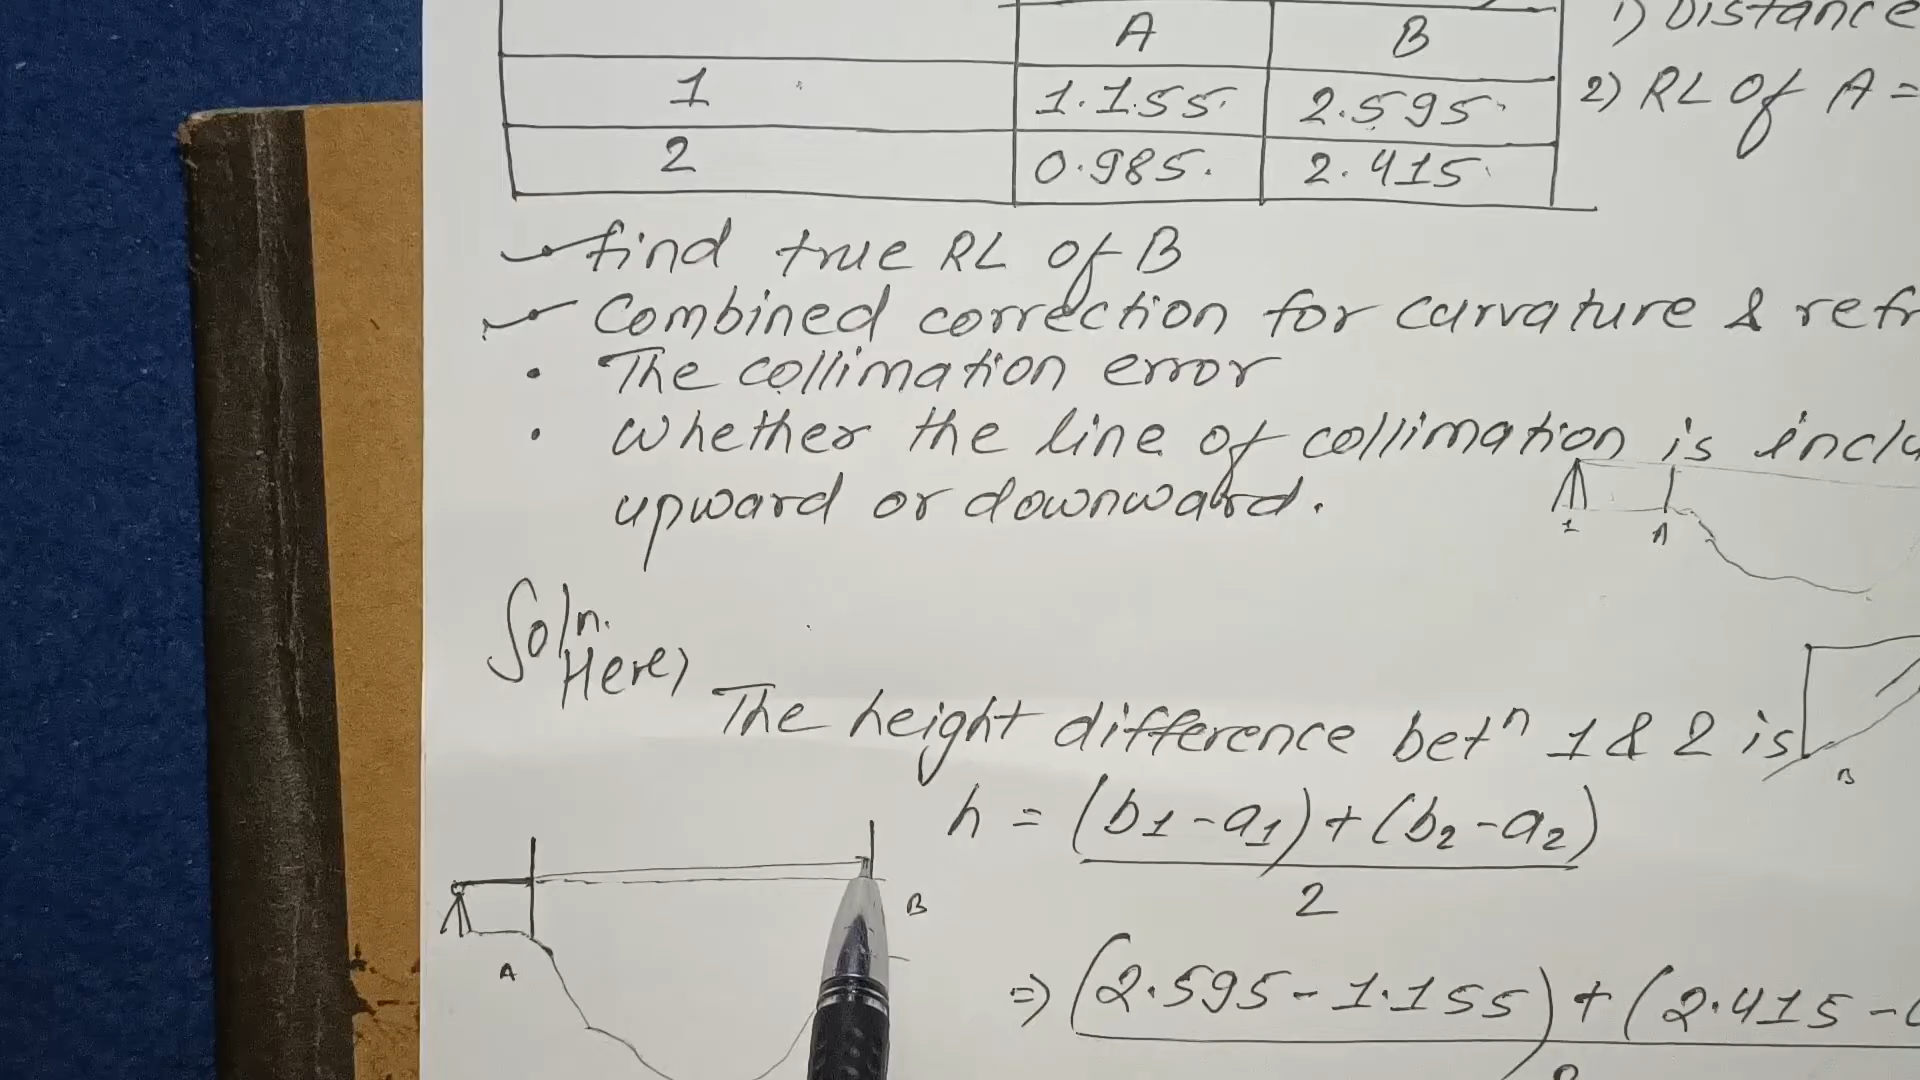 A B
1) Distance
1 1.155 2.595
2) RL of A =
2 0.985 2.415
find true RL of B
Combined correction for curvature & refr
The collimation error
Whether the line of collimation is inclu
upward or downward.
1 A
Soln.
Here,
The height difference betn 1 & 2 is
B
h = (b1-a1)+(b2-a2)
2
B
A
=> (2.595-1.155)+(2.415-